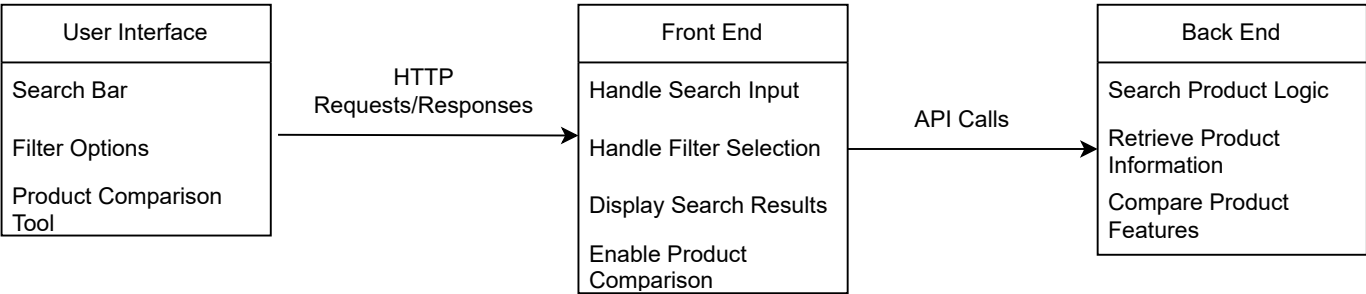 User Interface
Search Bar
Filter Options
Product Comparison
Tool
HTTP
Requests/Responses
Front End
Handle Search Input
Handle Filter Selection
Display Search Results
Enable Product
Comparison
API Calls
Back End
Search Product Logic
Retrieve Product
Information
Compare Product
Features